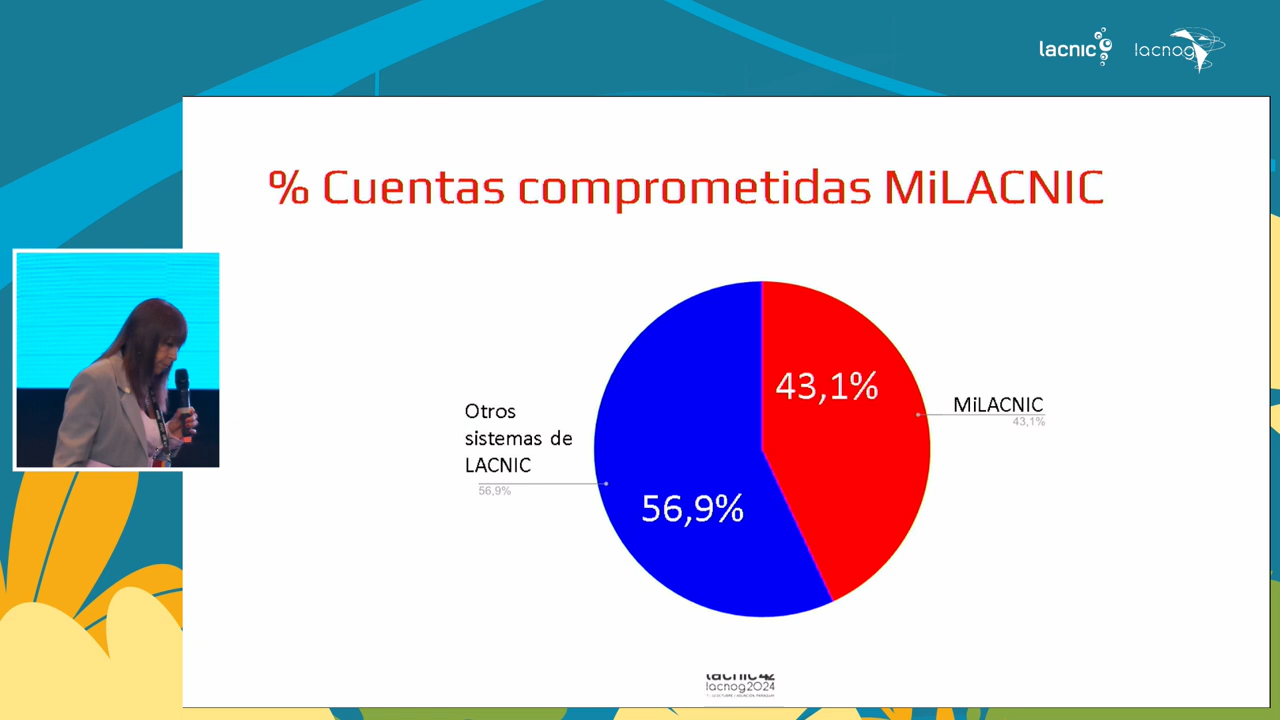 lacnic
lacnog
% Cuentas comprometidas MiLACNIC
43,1%
MiLACNIC
43,1%
Otros
sistemas de
LACNIC
56,9%
56,9%
lacnic42
lacnog2024